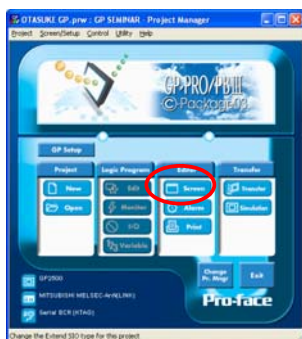 OTASUKE GP.prw : GP SEMINAR - Project Manager
Project Screen/Setup Control Utility Help
GP-PRO/PBIII
C-Package03
GP Setup
Project
New
Open
Logic Program
Edit
Monitor
I/O
Variable
Editor
Screen
Alarm
Print
Transfer
Transfer
Simulation
GP2500
MITSUBISHI MELSEC-AnN(LINK)
Serial BCR (HTAG)
Change Pr. Mngr
Exit
Pro-face
Change the Extend SIO type for this project